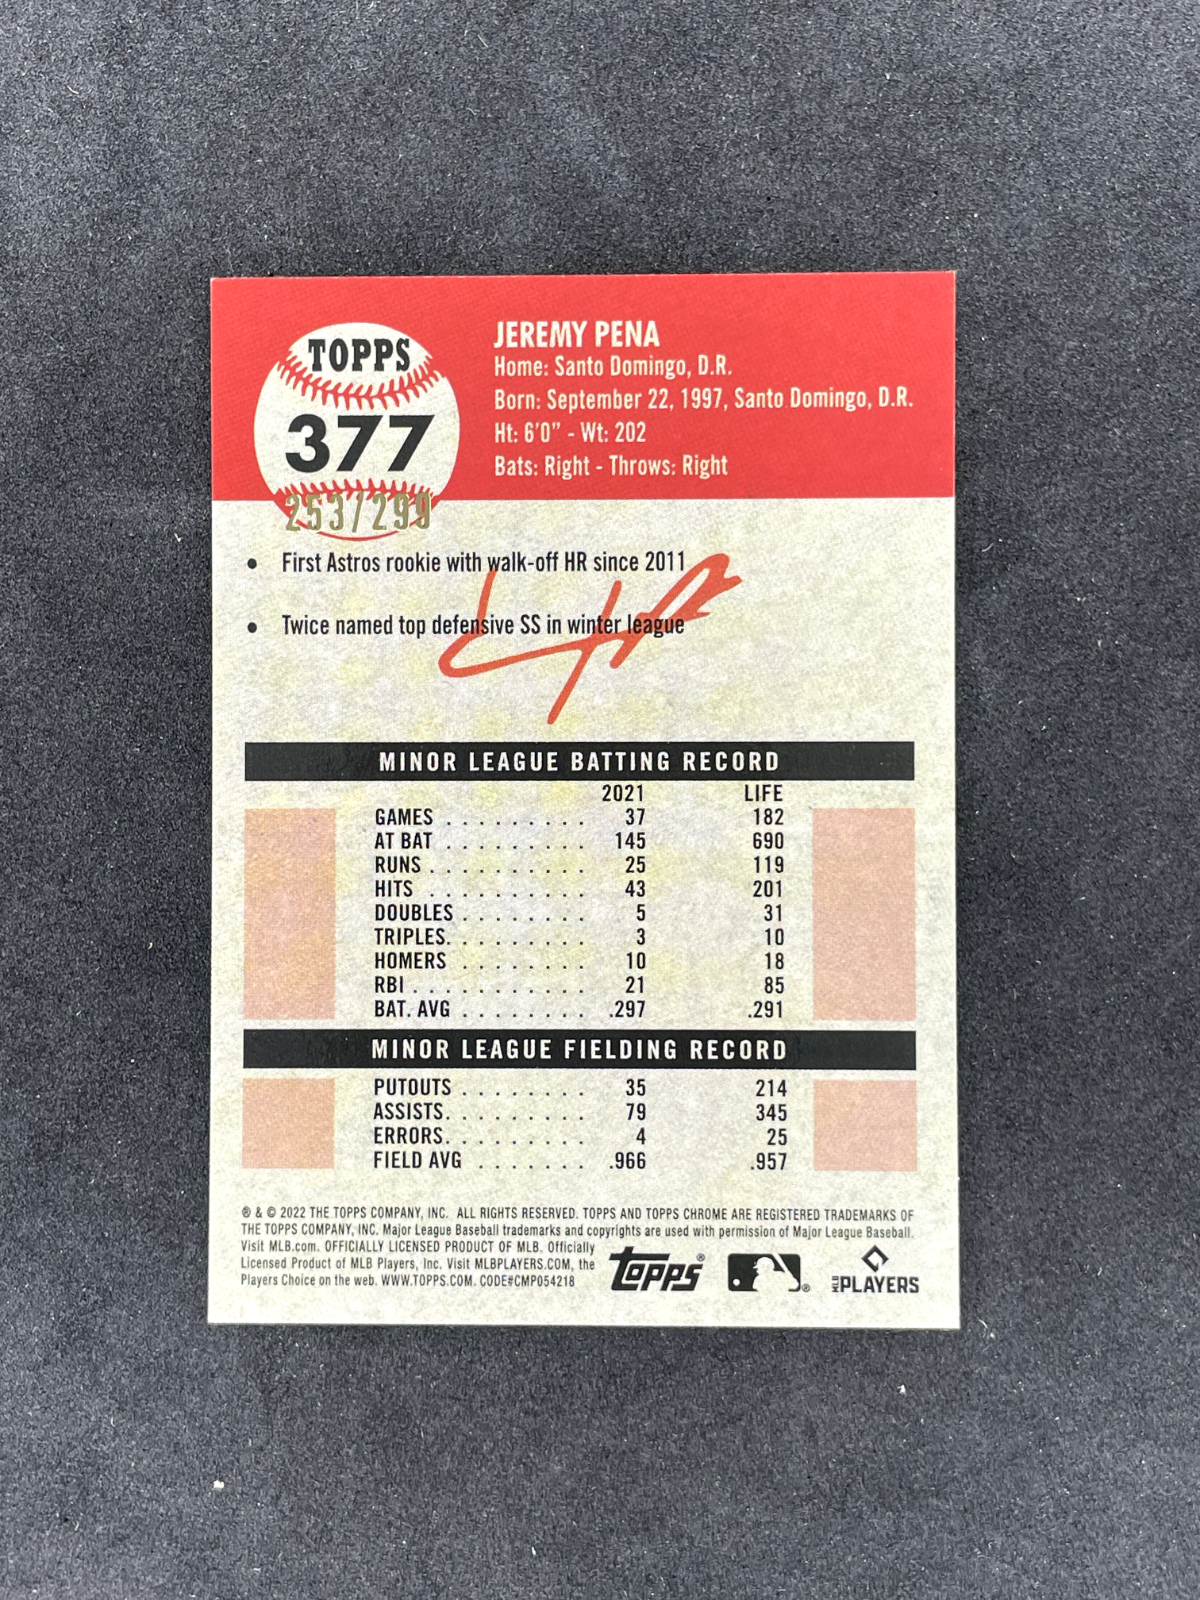 TOPPS
377
253/299
JEREMY PENA
Home: Santo Domingo, D.R.
Born: September 22, 1997, Santo Domingo, D.R.
Ht: 6'0" - Wt: 202
Bats: Right - Throws: Right
• First Astros rookie with walk-off HR since 2011
• Twice named top defensive SS in winter league
MINOR LEAGUE BATTING RECORD
2021 LIFE
GAMES . . . . . . . . . 37 182
AT BAT . . . . . . . . . 145 690
RUNS . . . . . . . . . . 25 119
HITS . . . . . . . . . . 43 201
DOUBLES . . . . . . . . 5 31
TRIPLES. . . . . . . . . 3 10
HOMERS . . . . . . . . 10 18
RBI . . . . . . . . . . . 21 85
BAT. AVG . . . . . . . . .297 .291
MINOR LEAGUE FIELDING RECORD
PUTOUTS . . . . . . . . 35 214
ASSISTS. . . . . . . . . 79 345
ERRORS. . . . . . . . . 4 25
FIELD AVG . . . . . . . .966 .957
® & © 2022 THE TOPPS COMPANY, INC. ALL RIGHTS RESERVED. TOPPS AND TOPPS CHROME ARE REGISTERED TRADEMARKS OF
THE TOPPS COMPANY, INC. Major League Baseball trademarks and copyrights are used with permission of Major League Baseball.
Visit MLB.com. OFFICIALLY LICENSED PRODUCT OF MLB. Officially
Licensed Product of MLB Players, Inc. Visit MLBPLAYERS.COM, the
Players Choice on the web. WWW.TOPPS.COM. CODE#CMP054218
topps®
®
MLB PLAYERS